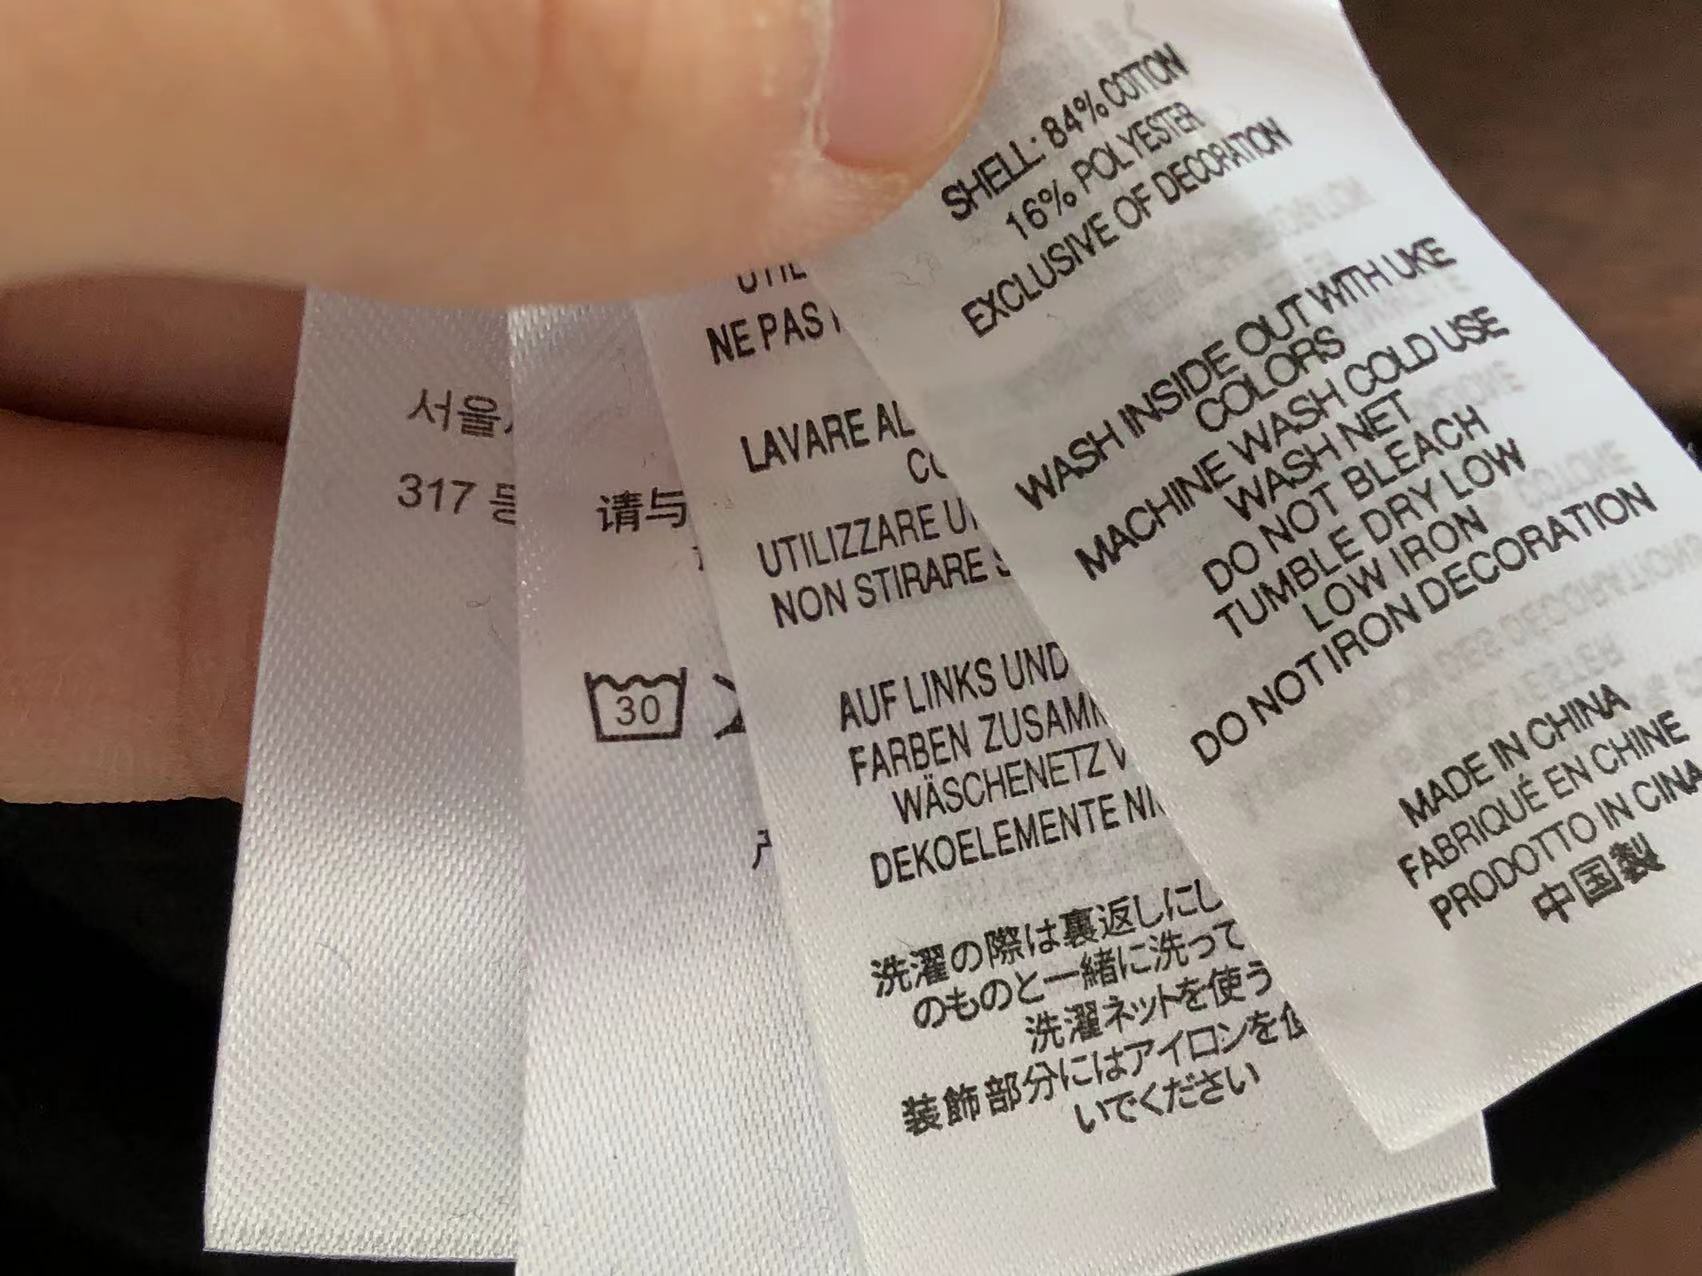 SHELL: 84% COTTON
16% POLYESTER
EXCLUSIVE OF DECORATION
WASH INSIDE OUT WITH LIKE
COLORS
MACHINE WASH COLD USE
WASH NET
DO NOT BLEACH
TUMBLE DRY LOW
LOW IRON
DO NOT IRON DECORATION
MADE IN CHINA
FABRIQUÉ EN CHINE
PRODOTTO IN CINA
中国製
NE PAS
LAVARE AL
UTILIZZARE
NON STIRARE
AUF LINKS UND
FARBEN
WÄSCHENETZ
DEKOELEMENTE
洗濯の際は裏返しにし
のものと一緒に洗って
洗濯ネットを使う
装飾部分にはアイロンを
いでください
请与
30
서울
317